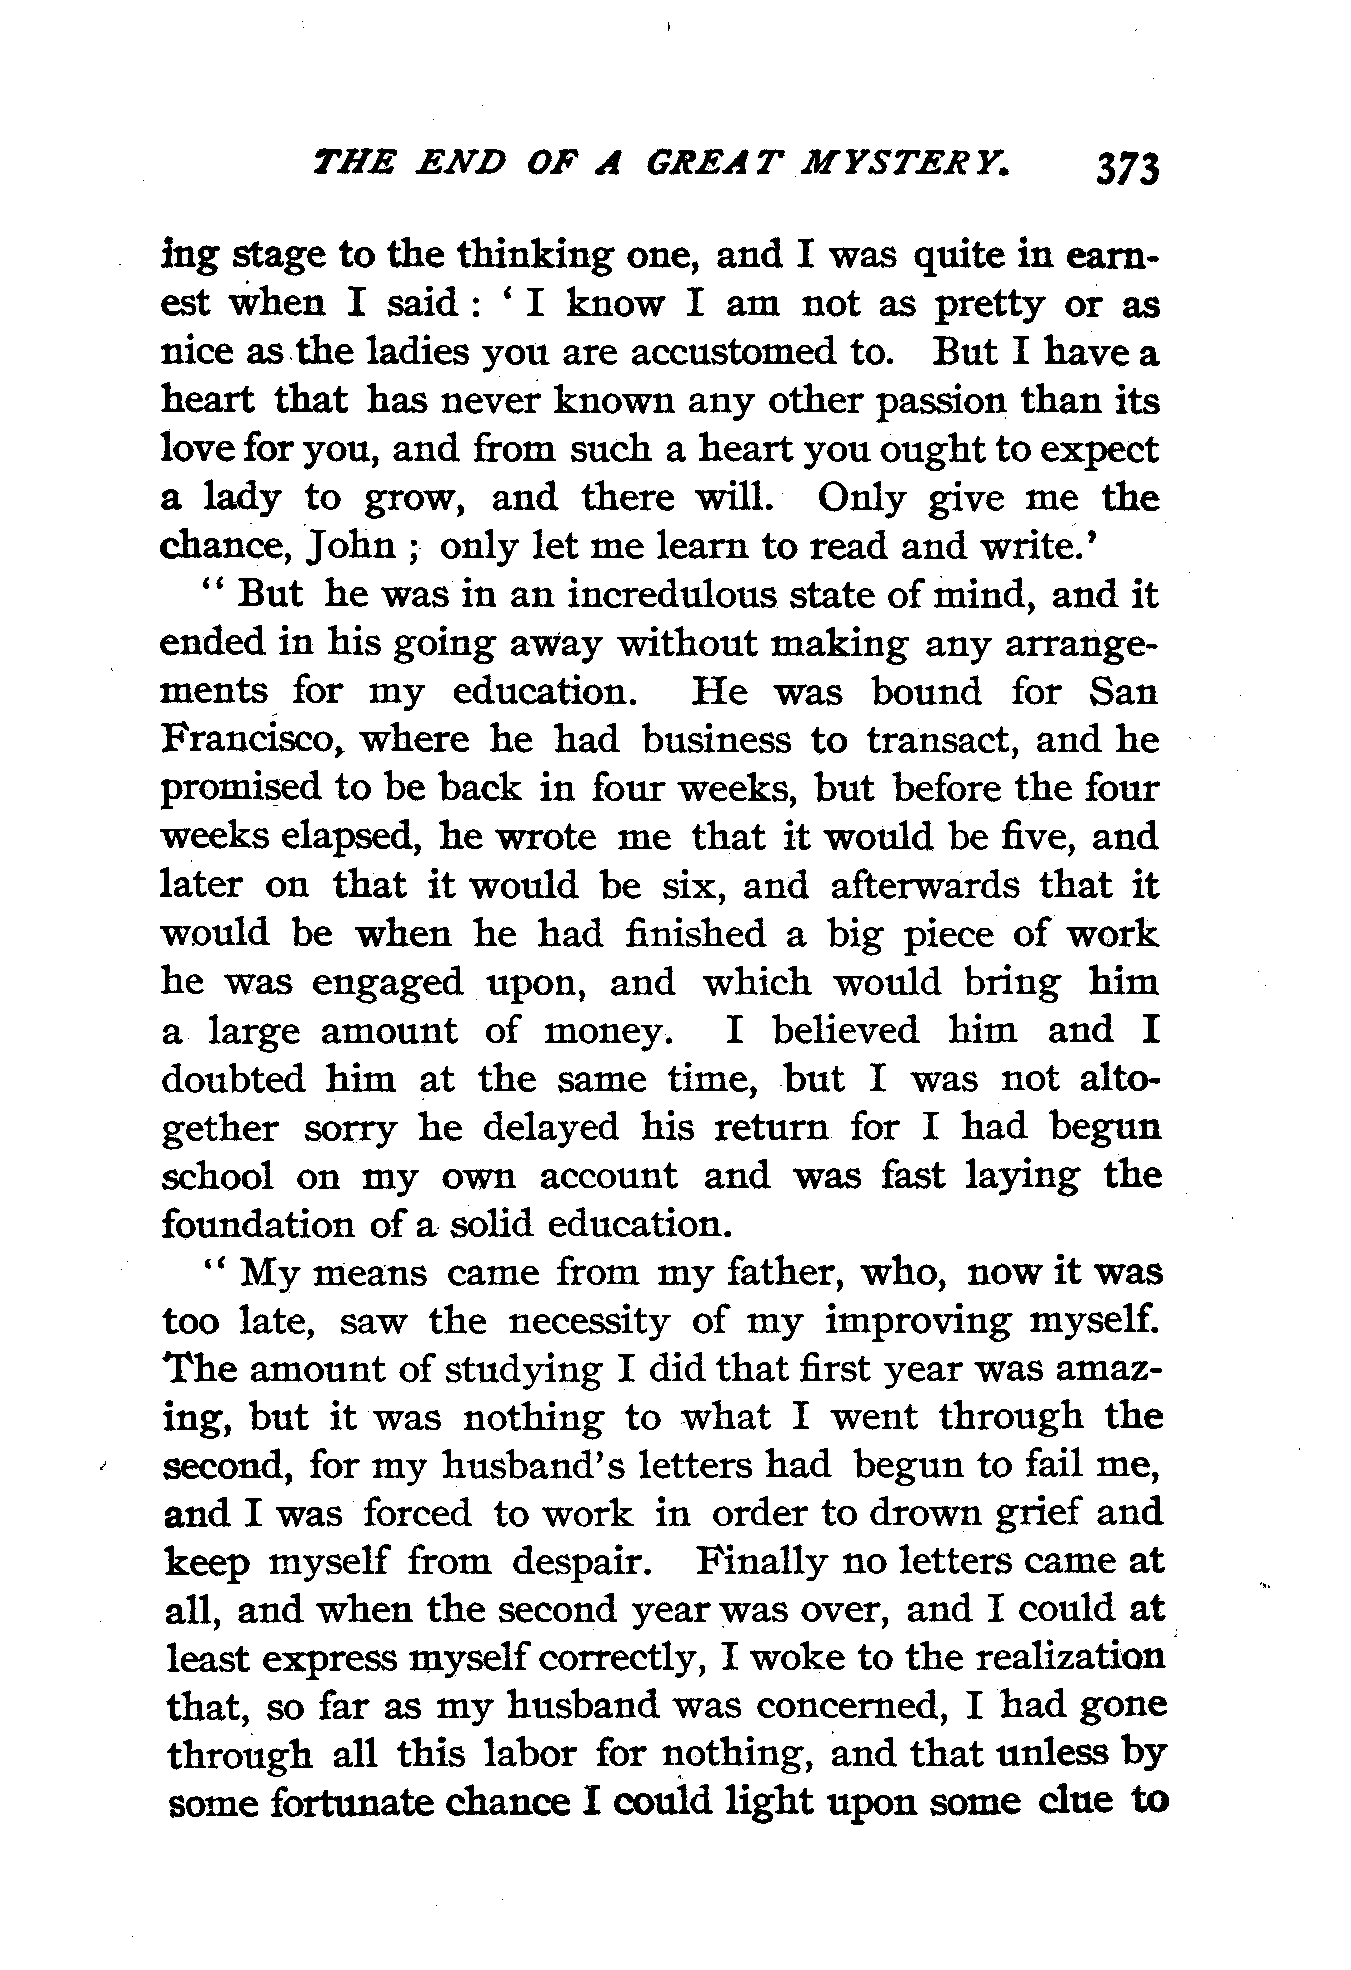 THE END OF A GREAT MYSTERY. 373
ing stage to the thinking one, and I was quite in earn-
est when I said : ‘ I know I am not as pretty or as
nice as the ladies you are accustomed to. But I have a
heart that has never known any other passion than its
love for you, and from such a heart you ought to expect
a lady to grow, and there will. Only give me the
chance, John ; only let me learn to read and write.’
“ But he was in an incredulous state of mind, and it
ended in his going away without making any arrange-
ments for my education. He was bound for San
Francisco, where he had business to transact, and he
promised to be back in four weeks, but before the four
weeks elapsed, he wrote me that it would be five, and
later on that it would be six, and afterwards that it
would be when he had finished a big piece of work
he was engaged upon, and which would bring him
a large amount of money. I believed him and I
doubted him at the same time, but I was not alto-
gether sorry he delayed his return for I had begun
school on my own account and was fast laying the
foundation of a solid education.
“ My means came from my father, who, now it was
too late, saw the necessity of my improving myself.
The amount of studying I did that first year was amaz-
ing, but it was nothing to what I went through the
second, for my husband’s letters had begun to fail me,
and I was forced to work in order to drown grief and
keep myself from despair. Finally no letters came at
all, and when the second year was over, and I could at
least express myself correctly, I woke to the realization
that, so far as my husband was concerned, I had gone
through all this labor for nothing, and that unless by
some fortunate chance I could light upon some clue to